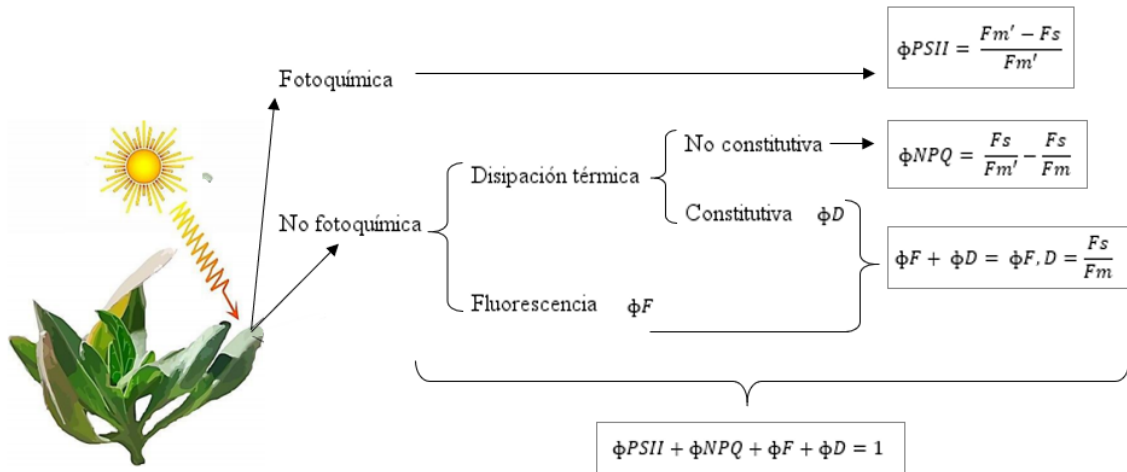 Fotoquímica
ϕPSII = (Fm′ − Fs) / Fm′
No fotoquímica
Disipación térmica
No constitutiva
ϕNPQ = Fs/Fm′ − Fs/Fm
Constitutiva ϕD
Fluorescencia ϕF
ϕF + ϕD = ϕF,D = Fs/Fm
ϕPSII + ϕNPQ + ϕF + ϕD = 1